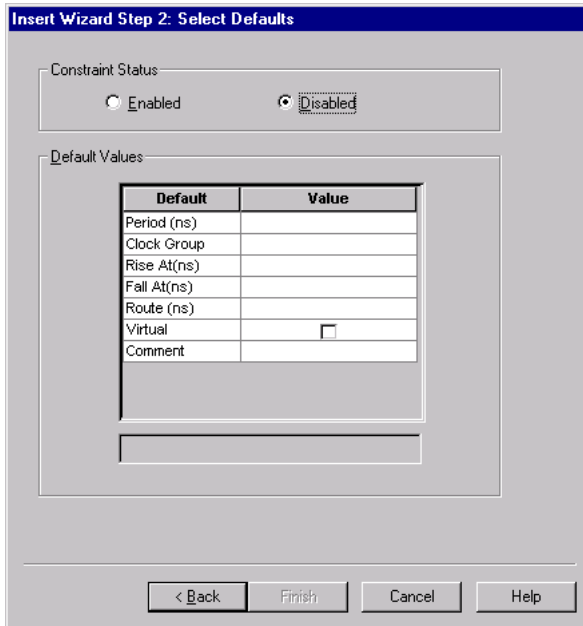 Insert Wizard Step 2: Select Defaults
Constraint Status
Enabled Disabled
Default Values
Default Value
Period (ns)
Clock Group
Rise At(ns)
Fall At(ns)
Route (ns)
Virtual
Comment
< Back Finish Cancel Help